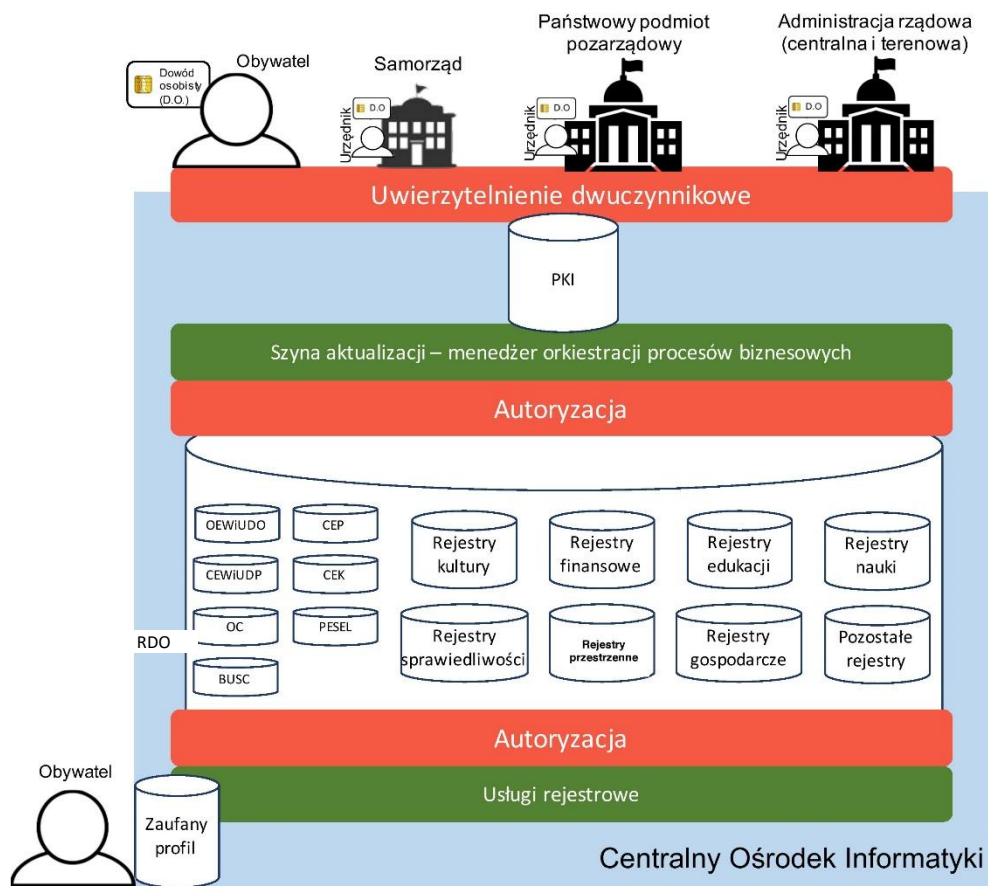 Obywatel
Dowód
osobisty
(D.O.)
Samorząd
Urzędnik
D.O
Państwowy podmiot
pozarządowy
Urzędnik
D.O
Administracja rządowa
(centralna i terenowa)
Urzędnik
D.O
Uwierzytelnienie dwuczynnikowe
PKI
Szyna aktualizacji – menedżer orkiestracji procesów biznesowych
Autoryzacja
OEWiUDO
CEP
CEWiUDP
CEK
OC
PESEL
BUSC
RDO
Rejestry
kultury
Rejestry
finansowe
Rejestry
edukacji
Rejestry
nauki
Rejestry
sprawiedliwości
Rejestry
przestrzenne
Rejestry
gospodarcze
Pozostałe
rejestry
Autoryzacja
Usługi rejestrowe
Obywatel
Zaufany
profil
Centralny Ośrodek Informatyki